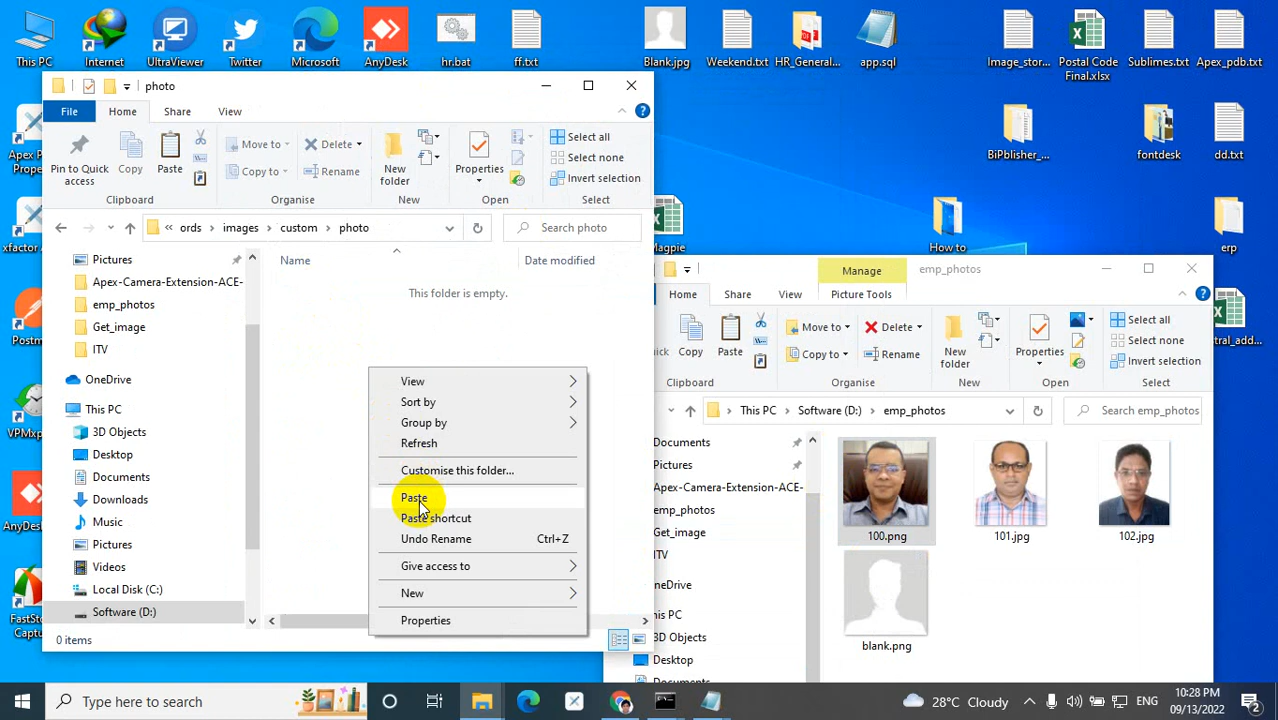 This PC
Internet
UltraViewer
Twitter
Microsoft
AnyDesk
hr.bat
ff.txt
Blank.jpg
Weekend.txt
HR_General...
app.sql
Image_stor...
Postal Code
Final.xlsx
Sublimes.txt
Apex_pdb.txt
photo
File
Home
Share
View
Pin to Quick
access
Copy
Paste
Move to
Copy to
Delete
Rename
New
folder
Properties
Select all
Select none
Invert selection
Clipboard
Organise
New
Open
Select
ords
images
custom
photo
Search photo
Pictures
Apex-Camera-Extension-ACE-
emp_photos
Get_image
ITV
OneDrive
This PC
3D Objects
Desktop
Documents
Downloads
Music
Pictures
Videos
Local Disk (C:)
Software (D:)
Name
Date modified
This folder is empty.
0 items
View
Sort by
Group by
Refresh
Customise this folder...
Paste
Paste shortcut
Undo Rename Ctrl+Z
Give access to
New
Properties
BiPblisher_...
fontdesk
dd.txt
Magpie
How to
erp
Manage
emp_photos
Home
Share
View
Picture Tools
Copy
Paste
Move to
Copy to
Delete
Rename
New
folder
Properties
Select all
Select none
Invert selection
Clipboard
Organise
New
Open
Select
This PC
Software (D:)
emp_photos
Search emp_photos
Documents
Pictures
Apex-Camera-Extension-ACE-
emp_photos
Get_image
ITV
OneDrive
This PC
3D Objects
Desktop
Documents
100.png
101.jpg
102.jpg
blank.png
Type here to search
28°C Cloudy
ENG
10:28 PM
09/13/2022
2